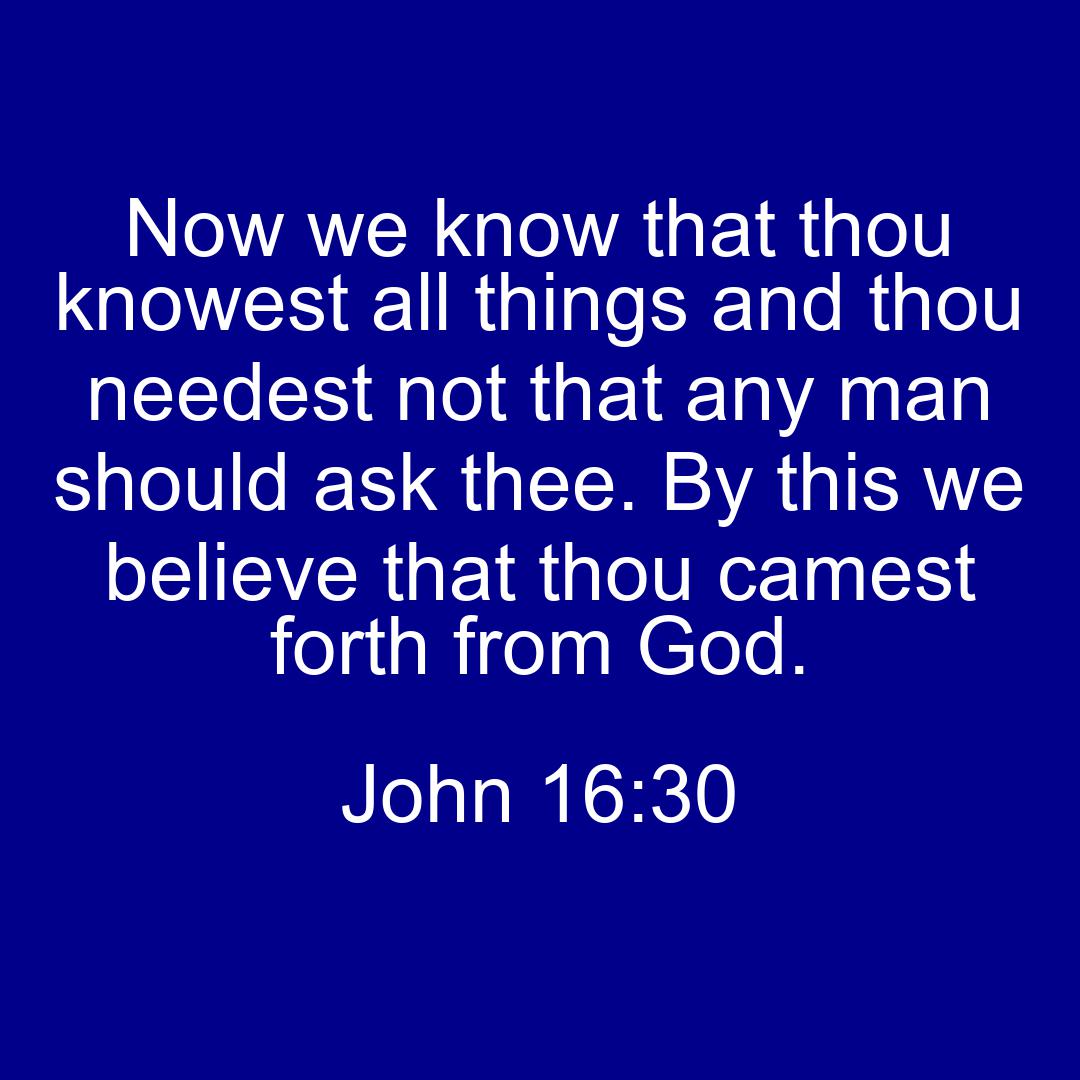 Now we know that thou
knowest all things and thou
needest not that any man
should ask thee. By this we
believe that thou camest
forth from God.
John 16:30